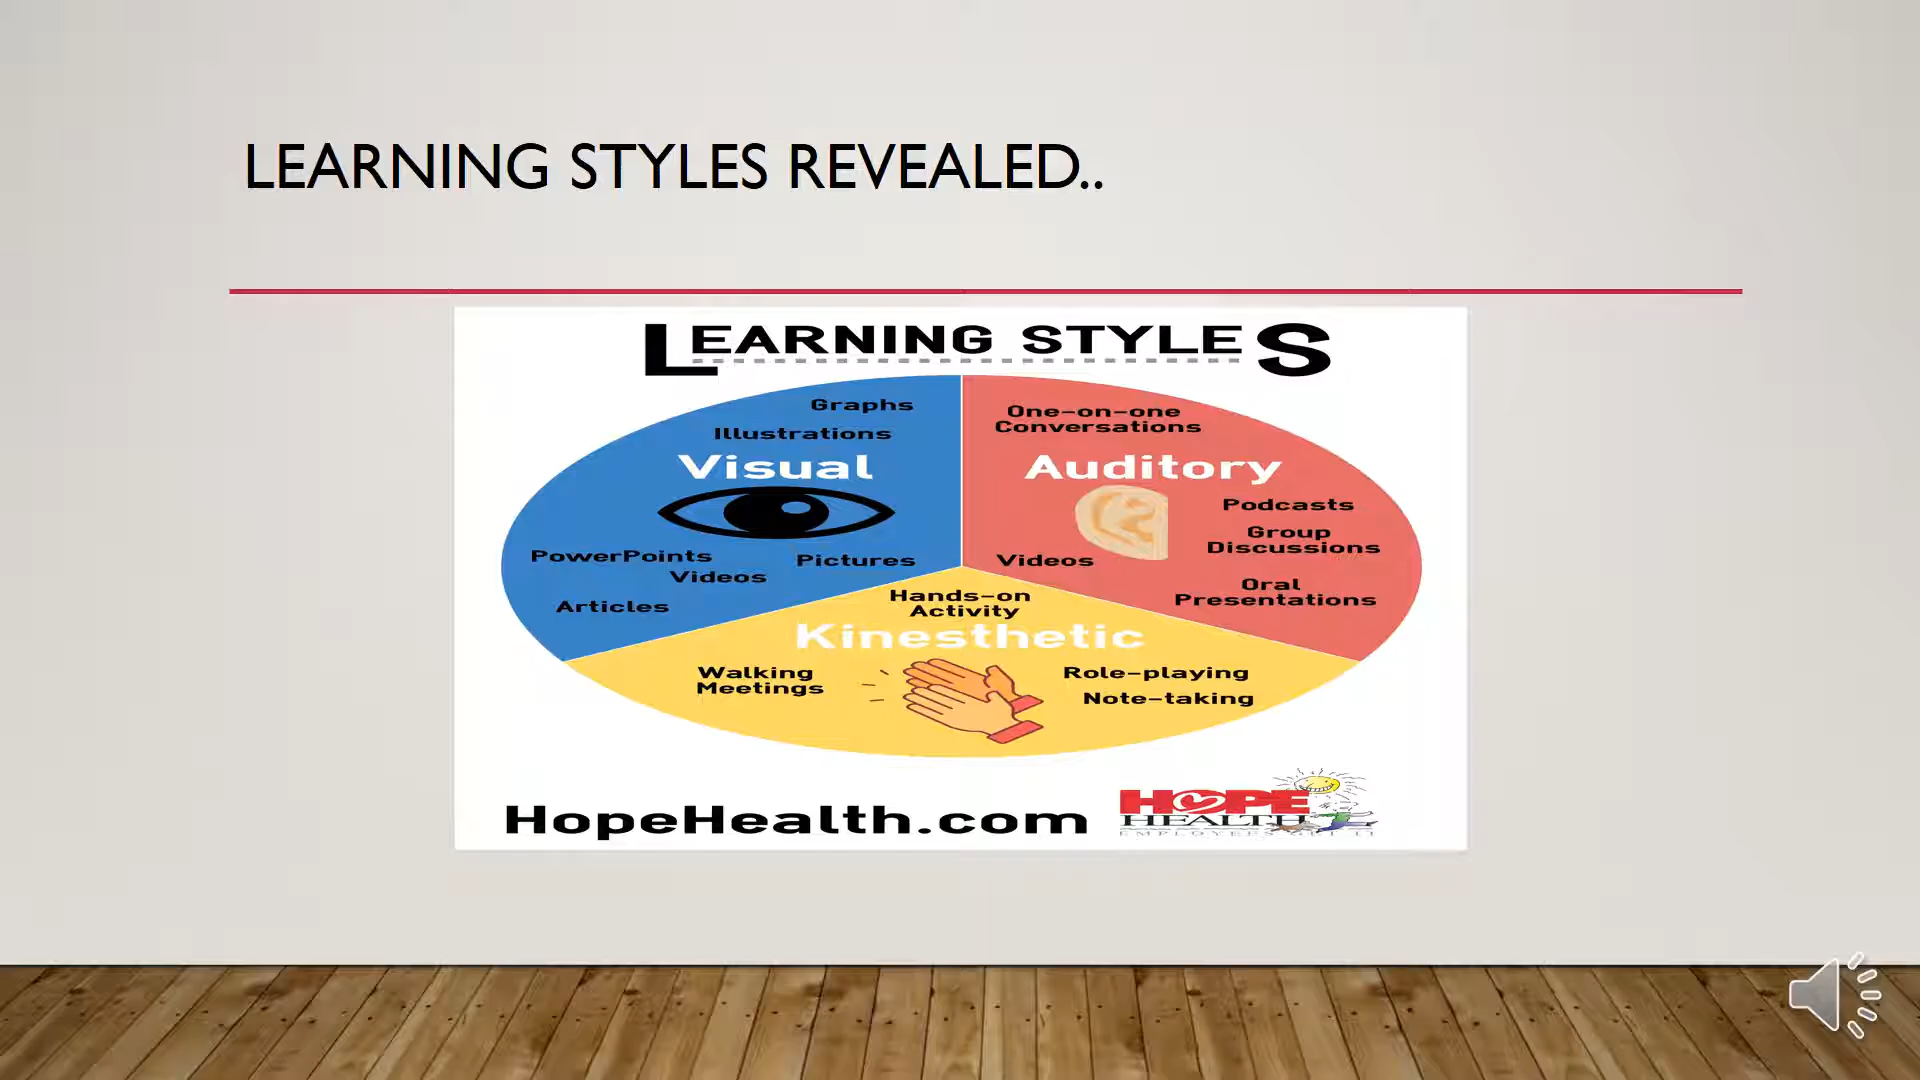 LEARNING STYLES REVEALED..
LEARNING STYLES
Graphs
Illustrations
Visual
PowerPoints
Videos
Pictures
Articles
One-on-one
Conversations
Auditory
Podcasts
Group
Discussions
Videos
Oral
Presentations
Hands-on
Activity
Kinesthetic
Walking
Meetings
Role-playing
Note-taking
HopeHealth.com
HOPE
HEALTH